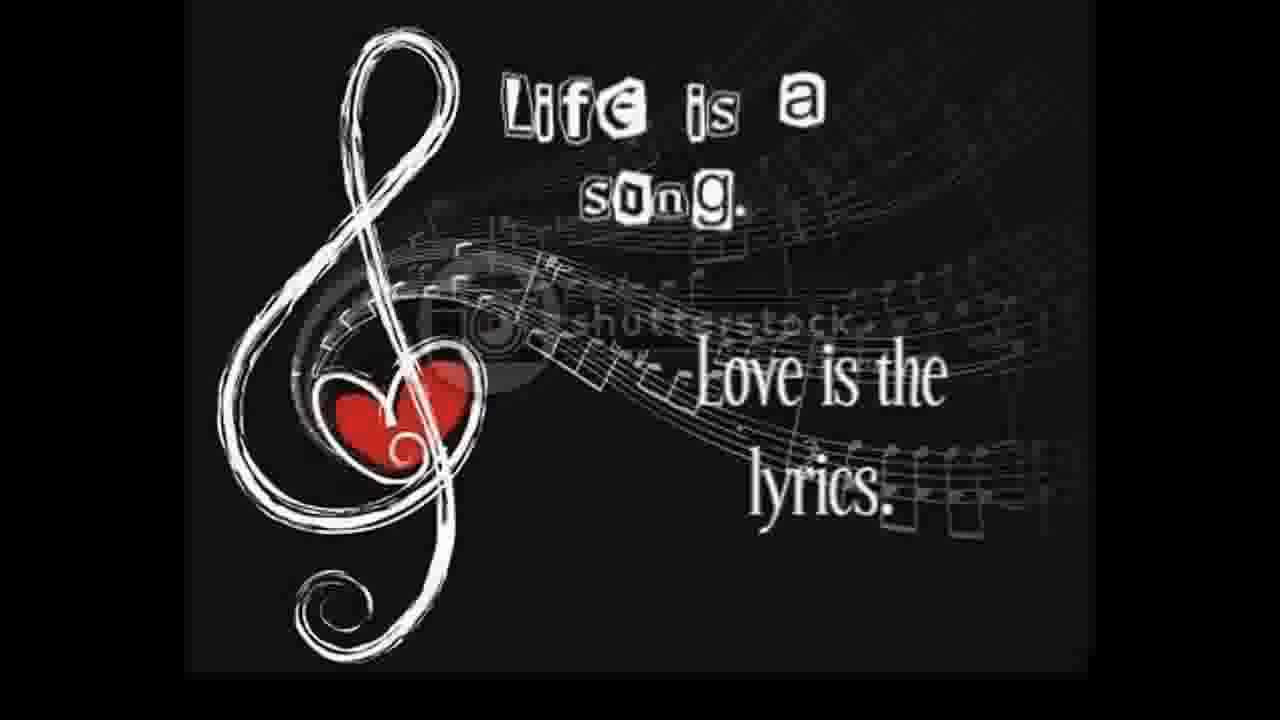 Life is a
song.
shutterstock
Love is the
lyrics.